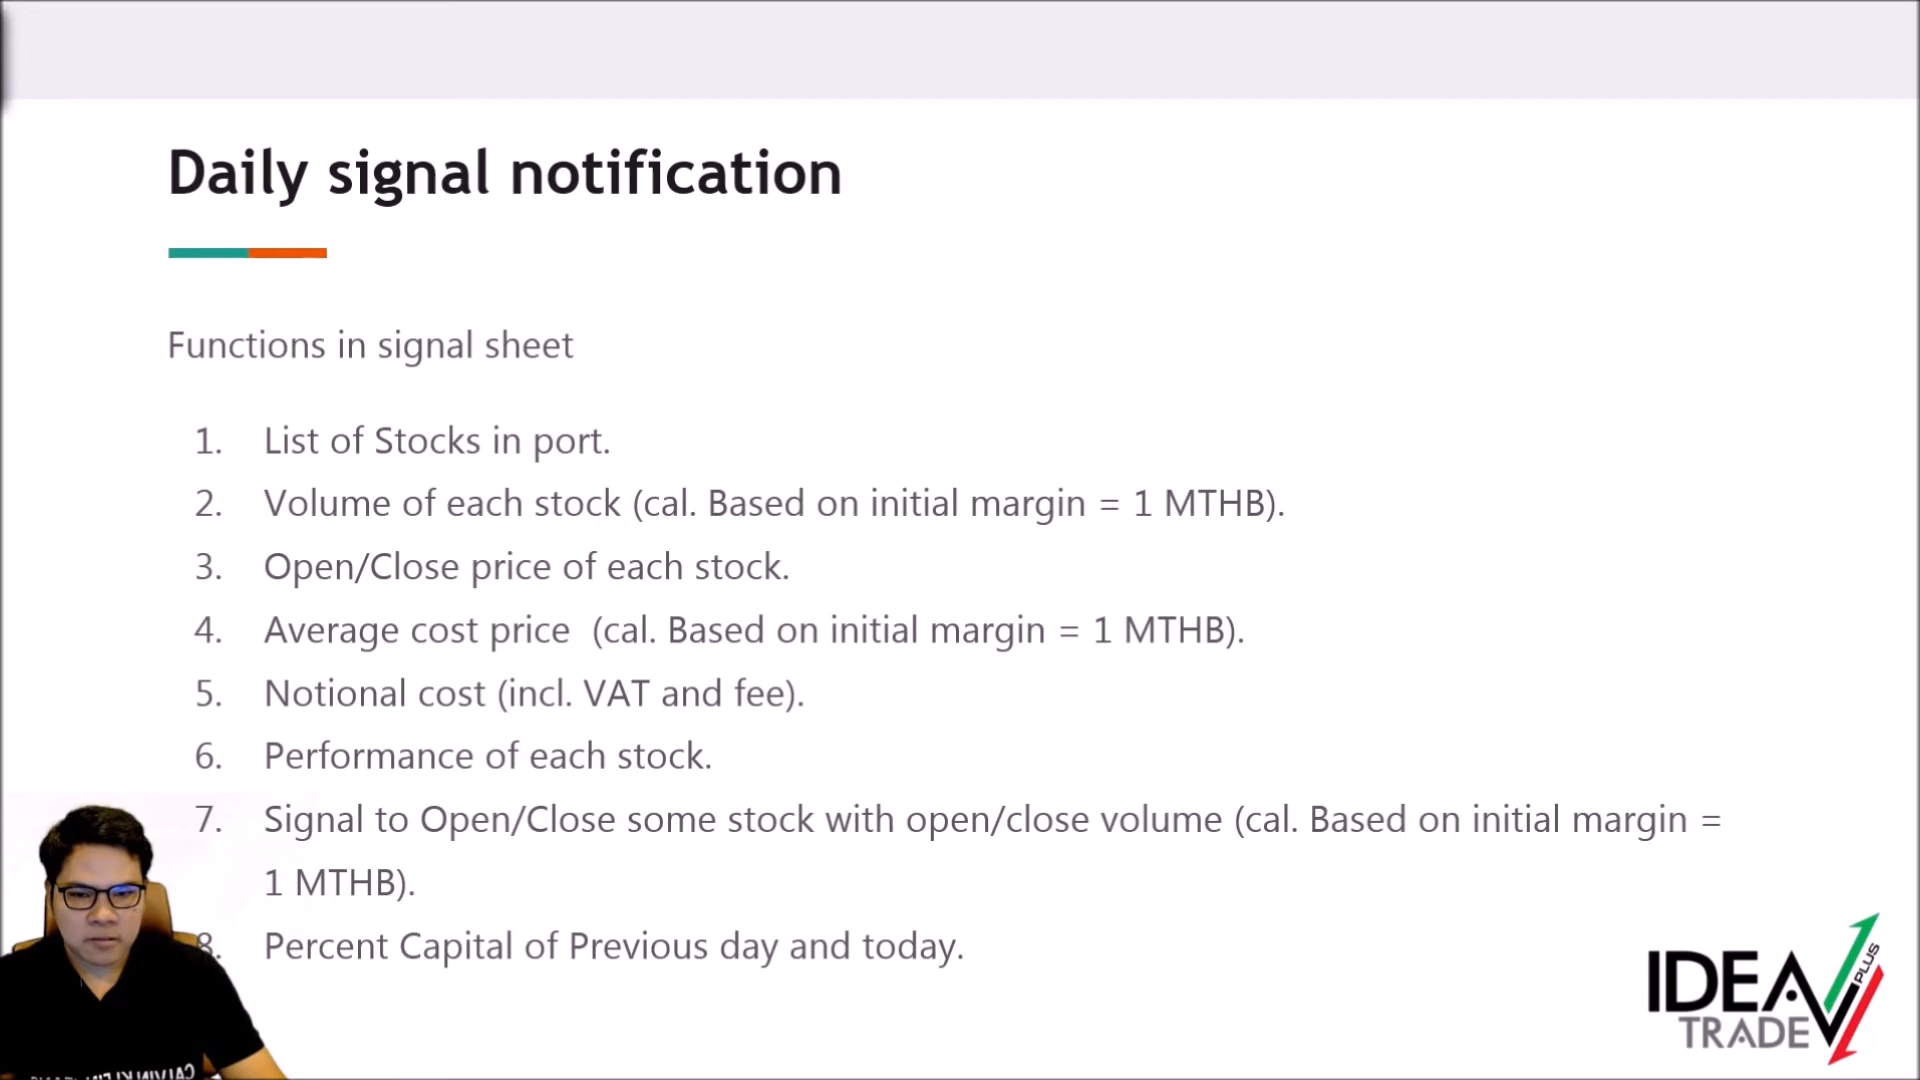 Daily signal notification
Functions in signal sheet
1. List of Stocks in port.
2. Volume of each stock (cal. Based on initial margin = 1 MTHB).
3. Open/Close price of each stock.
4. Average cost price (cal. Based on initial margin = 1 MTHB).
5. Notional cost (incl. VAT and fee).
6. Performance of each stock.
7. Signal to Open/Close some stock with open/close volume (cal. Based on initial margin =
1 MTHB).
8. Percent Capital of Previous day and today.
IDEA
PLUS
TRADE
CALVIN KLEIN